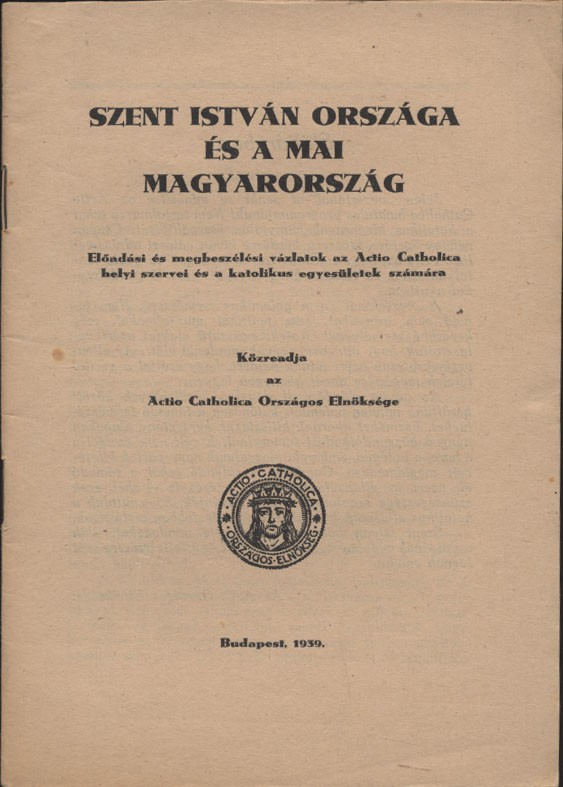 SZENT ISTVÁN ORSZÁGA
ÉS A MAI
MAGYARORSZÁG
Előadási és megbeszélési vázlatok az Actio Catholica
helyi szervei és a katolikus egyesületek számára
Közreadja
az
Actio Catholica Országos Elnöksége
ACTIO · CATHOLICA
ORSZÁGOS · ELNÖKSÉG
Budapest, 1939.